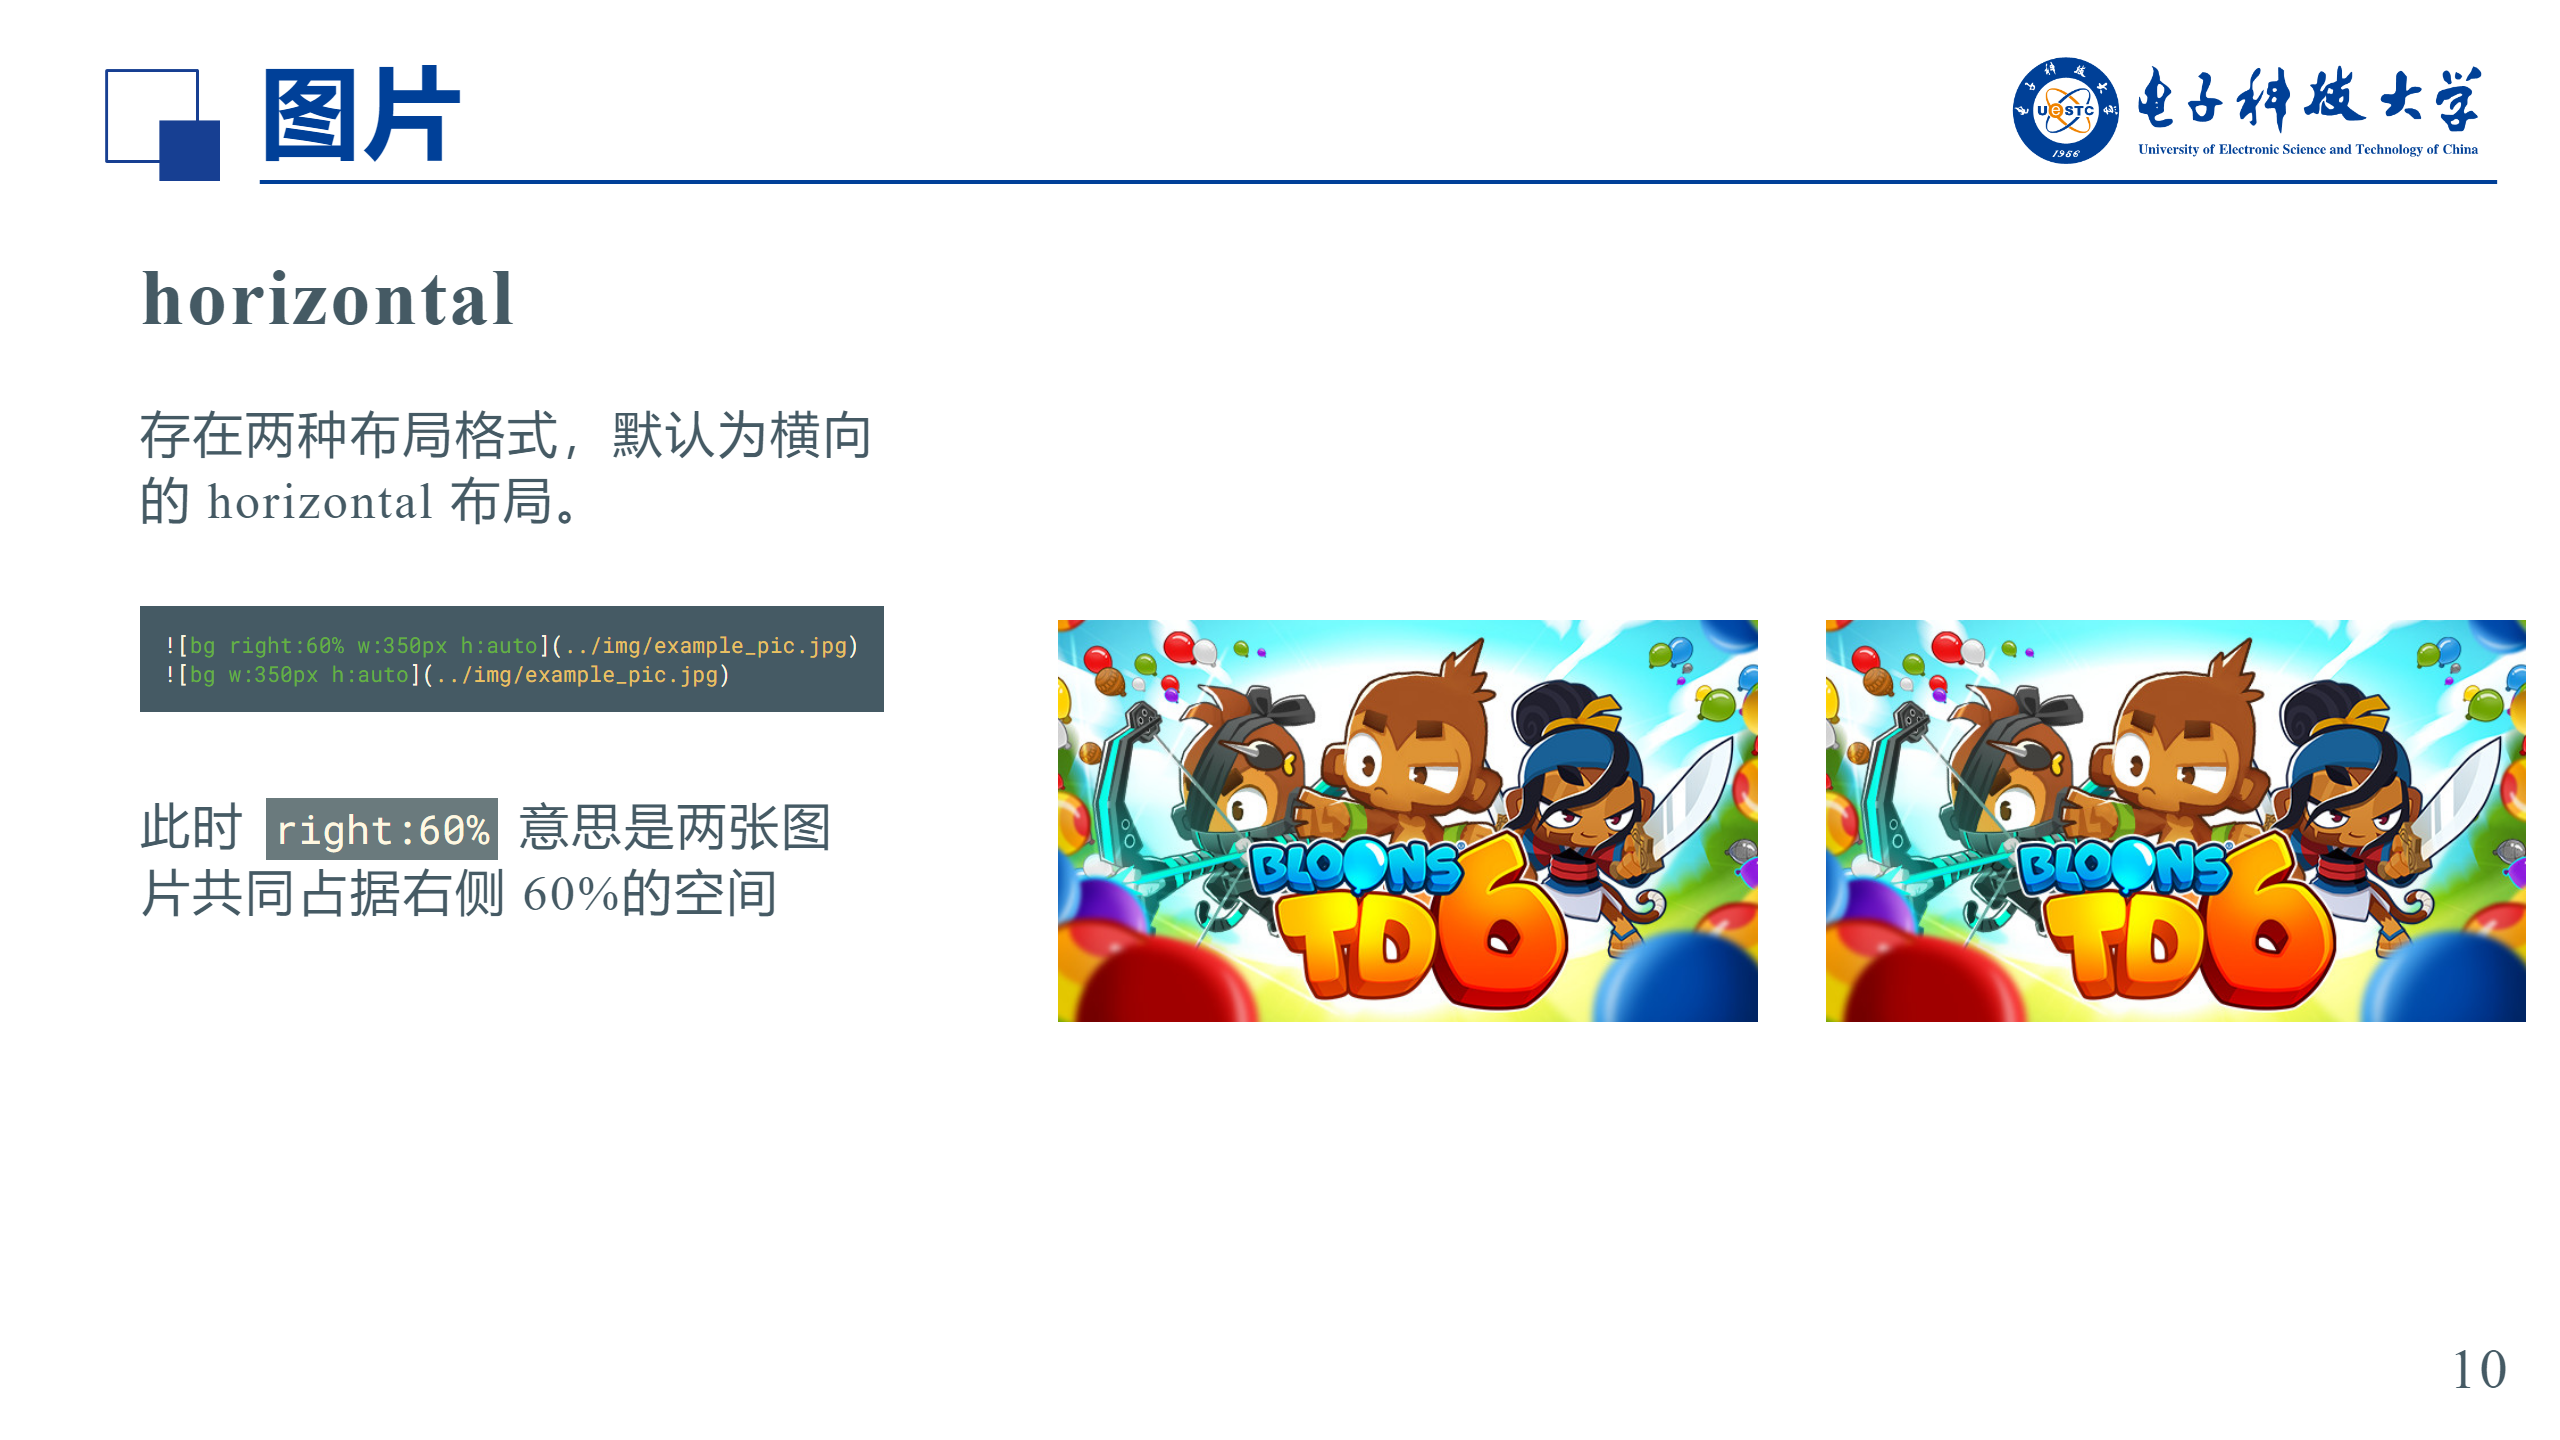 图片
电子科技大学
University of Electronic Science and Technology of China
UeSTC
1956
horizontal
存在两种布局格式，默认为横向
的 horizontal 布局。
![bg right:60% w:350px h:auto](../img/example_pic.jpg)
![bg w:350px h:auto](../img/example_pic.jpg)
此时 right:60% 意思是两张图
片共同占据右侧 60%的空间
BLOONS
TD6
BLOONS
TD6
10